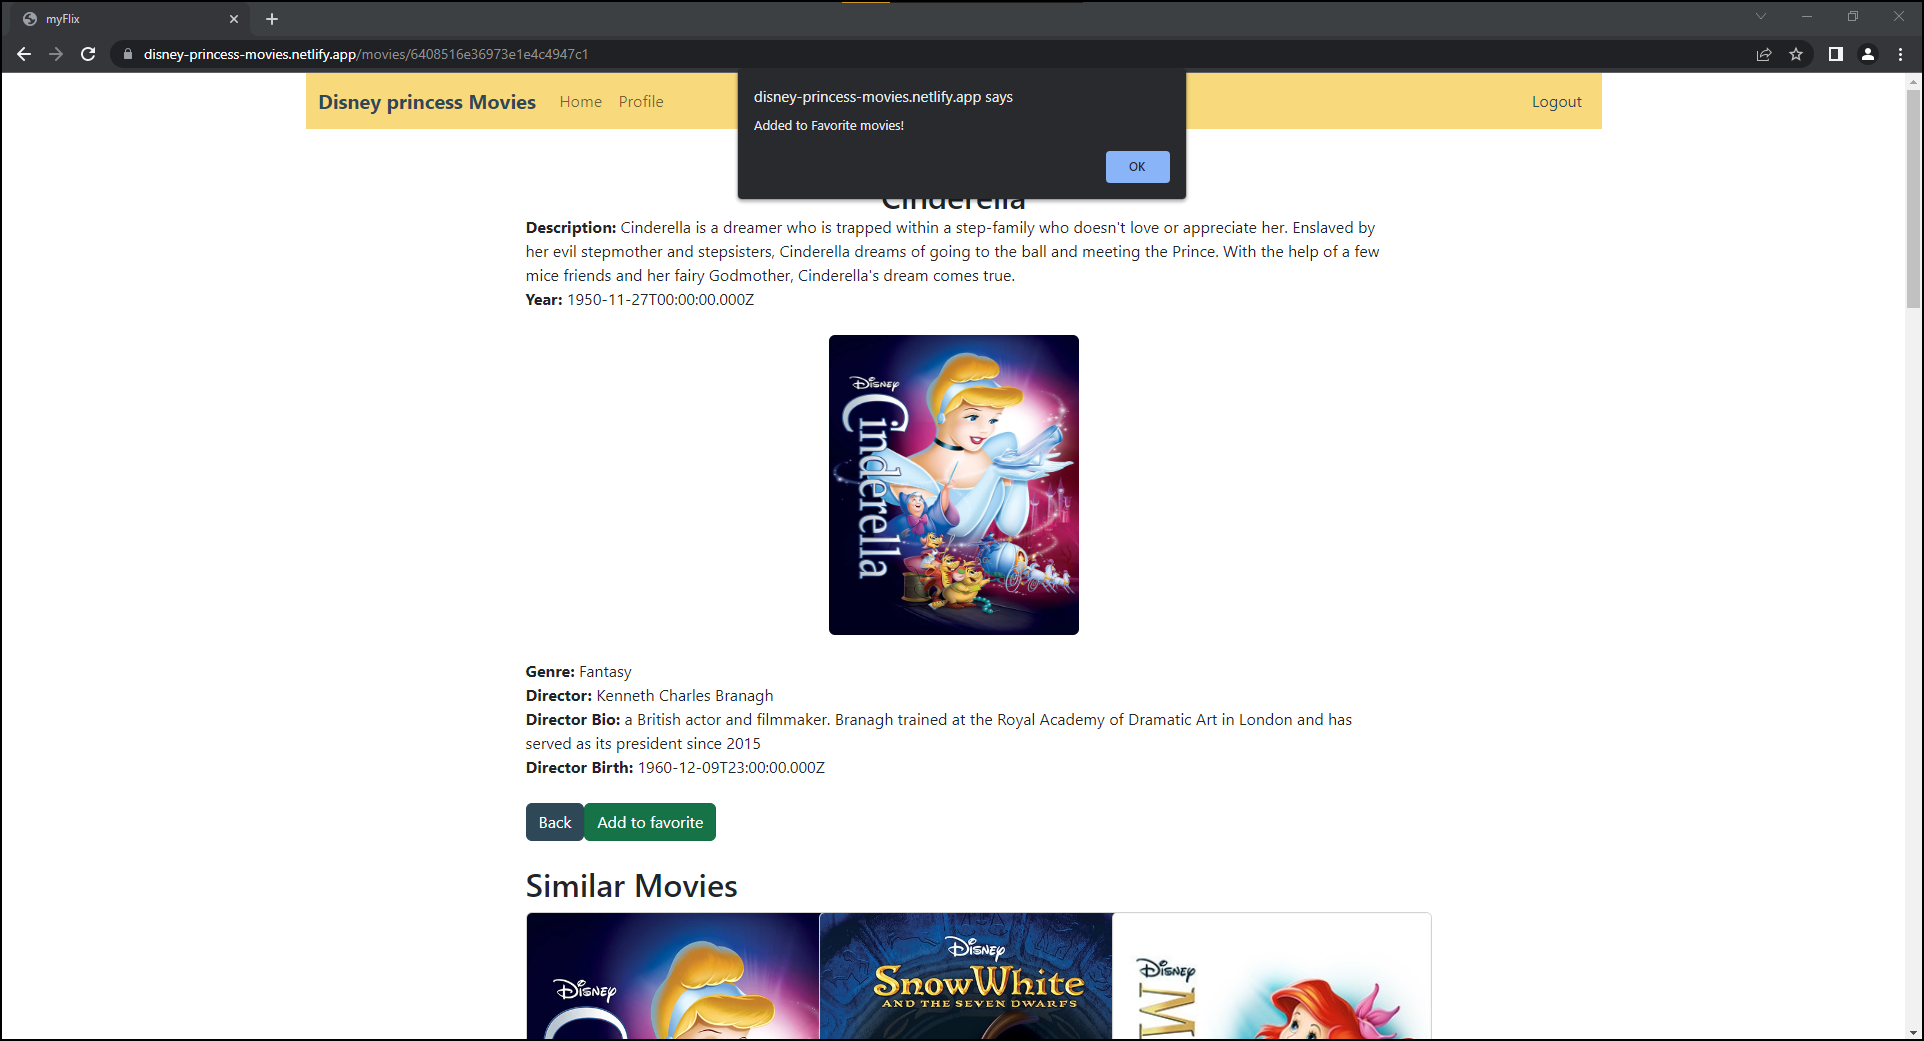 myFlix
disney-princess-movies.netlify.app/movies/6408516e36973e1e4c4947c1
Disney princess Movies
Home
Profile
Logout
disney-princess-movies.netlify.app says
Added to Favorite movies!
OK
Cinderella
Description: Cinderella is a dreamer who is trapped within a step-family who doesn't love or appreciate her. Enslaved by
her evil stepmother and stepsisters, Cinderella dreams of going to the ball and meeting the Prince. With the help of a few
mice friends and her fairy Godmother, Cinderella's dream comes true.
Year: 1950-11-27T00:00:00.000Z
Disney
Cinderella
Genre: Fantasy
Director: Kenneth Charles Branagh
Director Bio: a British actor and filmmaker. Branagh trained at the Royal Academy of Dramatic Art in London and has
served as its president since 2015
Director Birth: 1960-12-09T23:00:00.000Z
Back
Add to favorite
Similar Movies
Disney
Disney
Snow White
AND THE SEVEN DWARFS
Disney
M